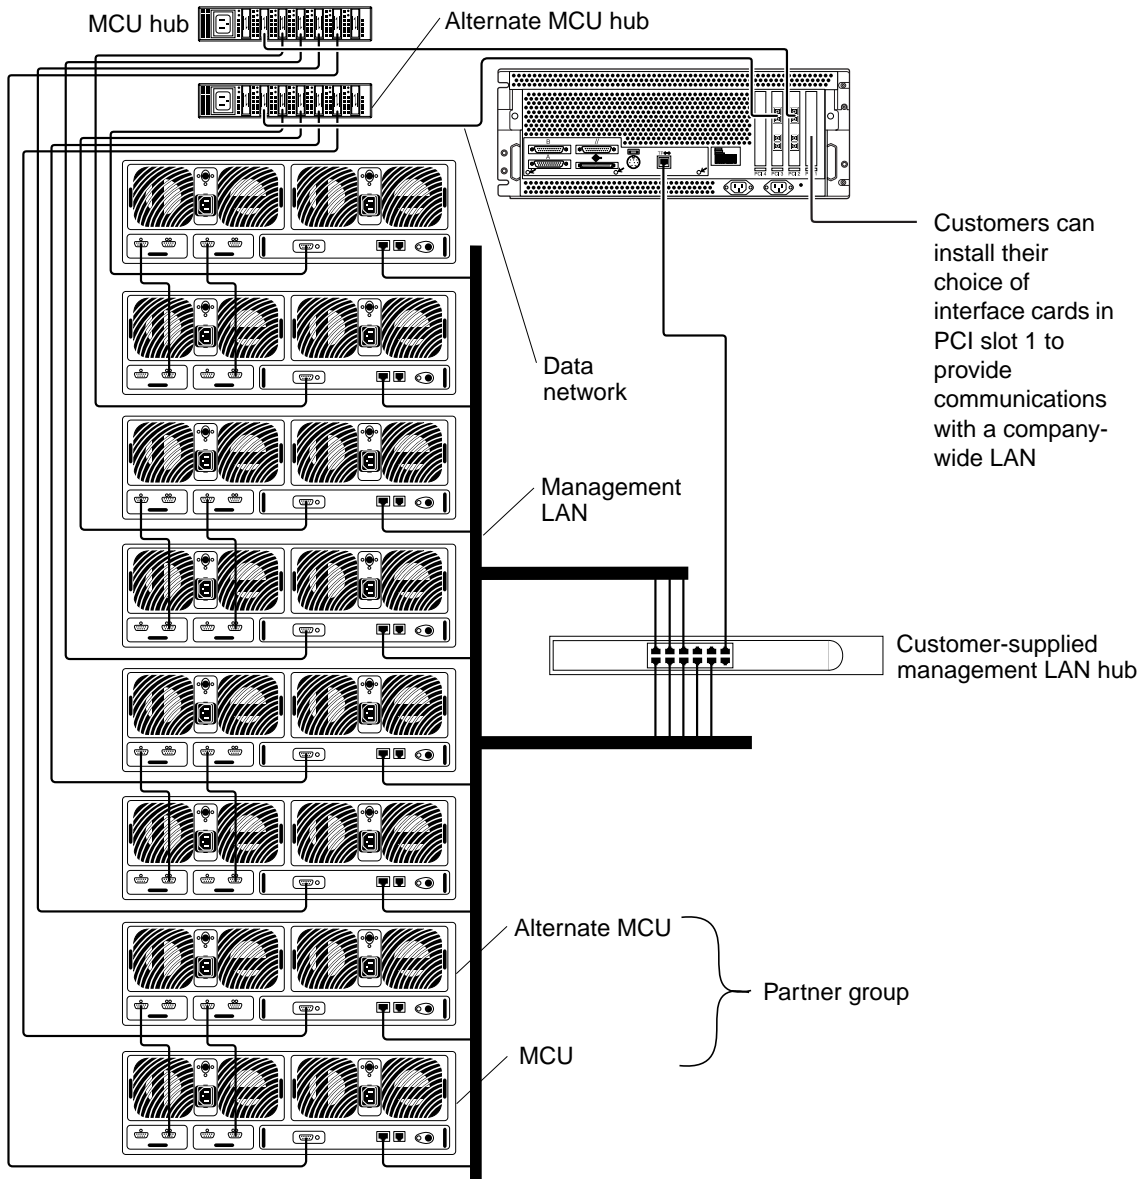 MCU hub
Alternate MCU hub
B
A
Customers can
install their
choice of
interface cards in
PCI slot 1 to
provide
communications
with a company-
wide LAN
Data
network
Management
LAN
Customer-supplied
management LAN hub
Alternate MCU
Partner group
MCU